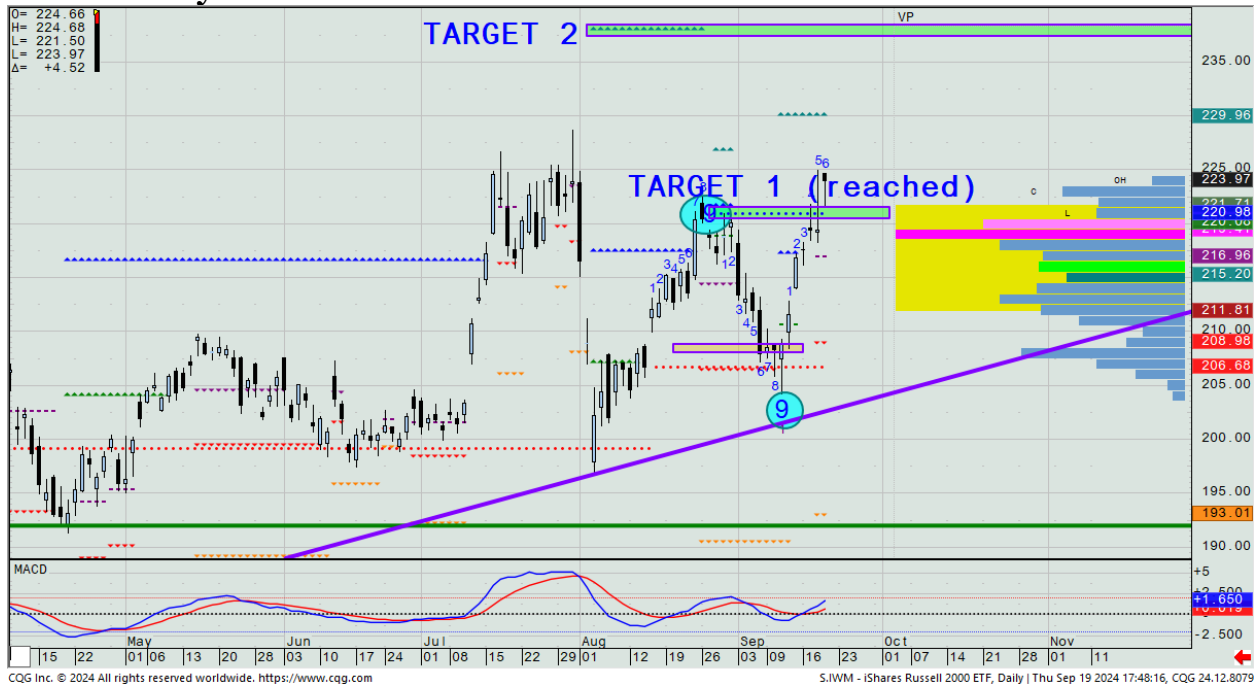 O= 224.66
H= 224.68
L= 221.50
L= 223.97
Δ= +4.52
TARGET 2
VP
235.00
229.96
225.00
223.97
221.71
220.98
216.96
215.20
211.81
210.00
208.98
206.68
205.00
200.00
195.00
193.01
190.00
TARGET 1 (reached)
OH
C
L
1
2
3
4
5
6
7
8
9
1
2
3
4
5
6
7
8
9
1
2
3
5
6
MACD
+5
+1.650
-2.500
May
Jun
Jul
Aug
Sep
Oct
Nov
15 22 01 06 13 20 28 03 10 17 24 01 08 15 22 29 01 12 19 26 03 09 16 23 01 07 14 21 28 01 11
CQG Inc. © 2024 All rights reserved worldwide. https://www.cqg.com
S.IWM - iShares Russell 2000 ETF, Daily | Thu Sep 19 2024 17:48:16, CQG 24.12.8079